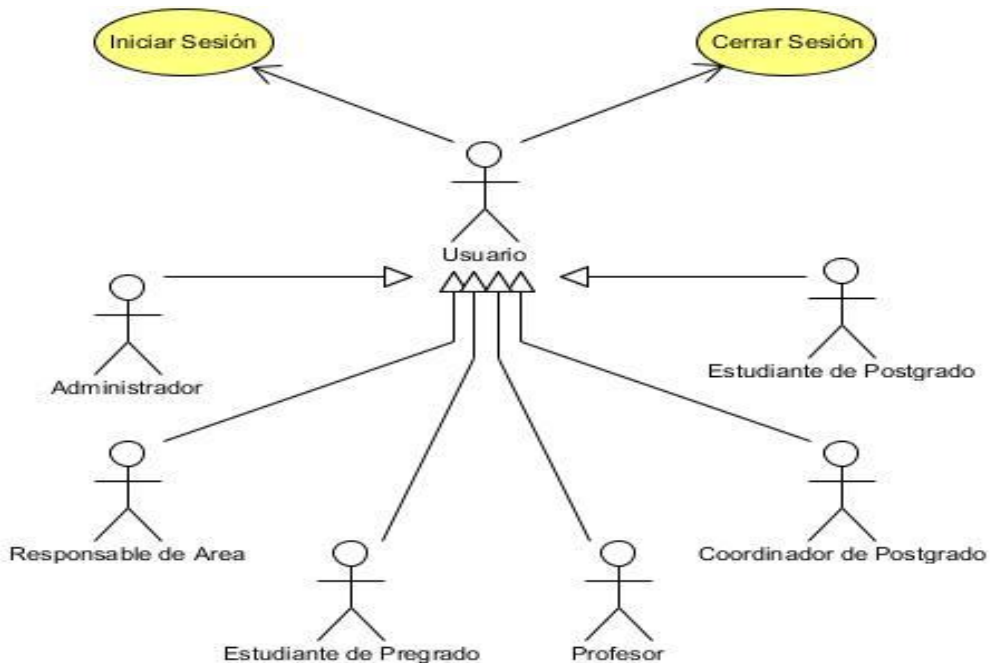 Iniciar Sesión
Cerrar Sesión
Usuario
Administrador
Estudiante de Postgrado
Responsable de Area
Coordinador de Postgrado
Estudiante de Pregrado
Profesor